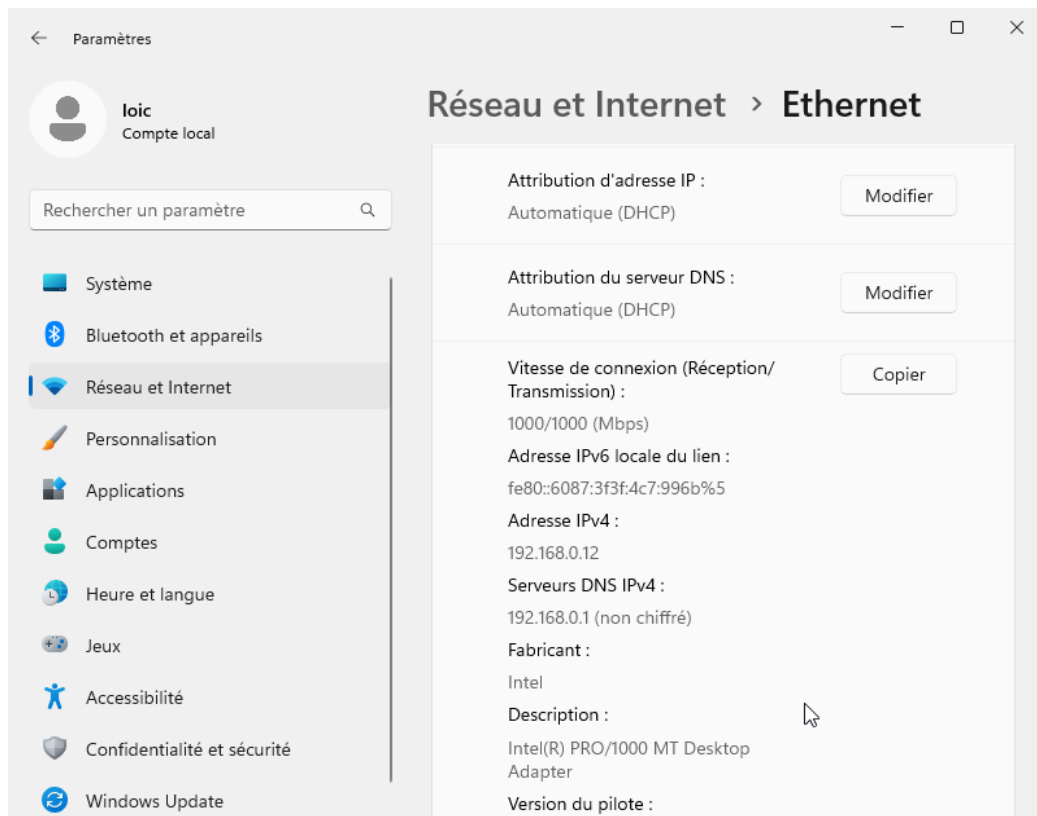 Paramètres
loic
Compte local
Rechercher un paramètre
Système
Bluetooth et appareils
Réseau et Internet
Personnalisation
Applications
Comptes
Heure et langue
Jeux
Accessibilité
Confidentialité et sécurité
Windows Update
Réseau et Internet › Ethernet
Attribution d'adresse IP :
Automatique (DHCP)
Modifier
Attribution du serveur DNS :
Automatique (DHCP)
Modifier
Vitesse de connexion (Réception/
Transmission) :
Copier
1000/1000 (Mbps)
Adresse IPv6 locale du lien :
fe80::6087:3f3f:4c7:996b%5
Adresse IPv4 :
192.168.0.12
Serveurs DNS IPv4 :
192.168.0.1 (non chiffré)
Fabricant :
Intel
Description :
Intel(R) PRO/1000 MT Desktop
Adapter
Version du pilote :